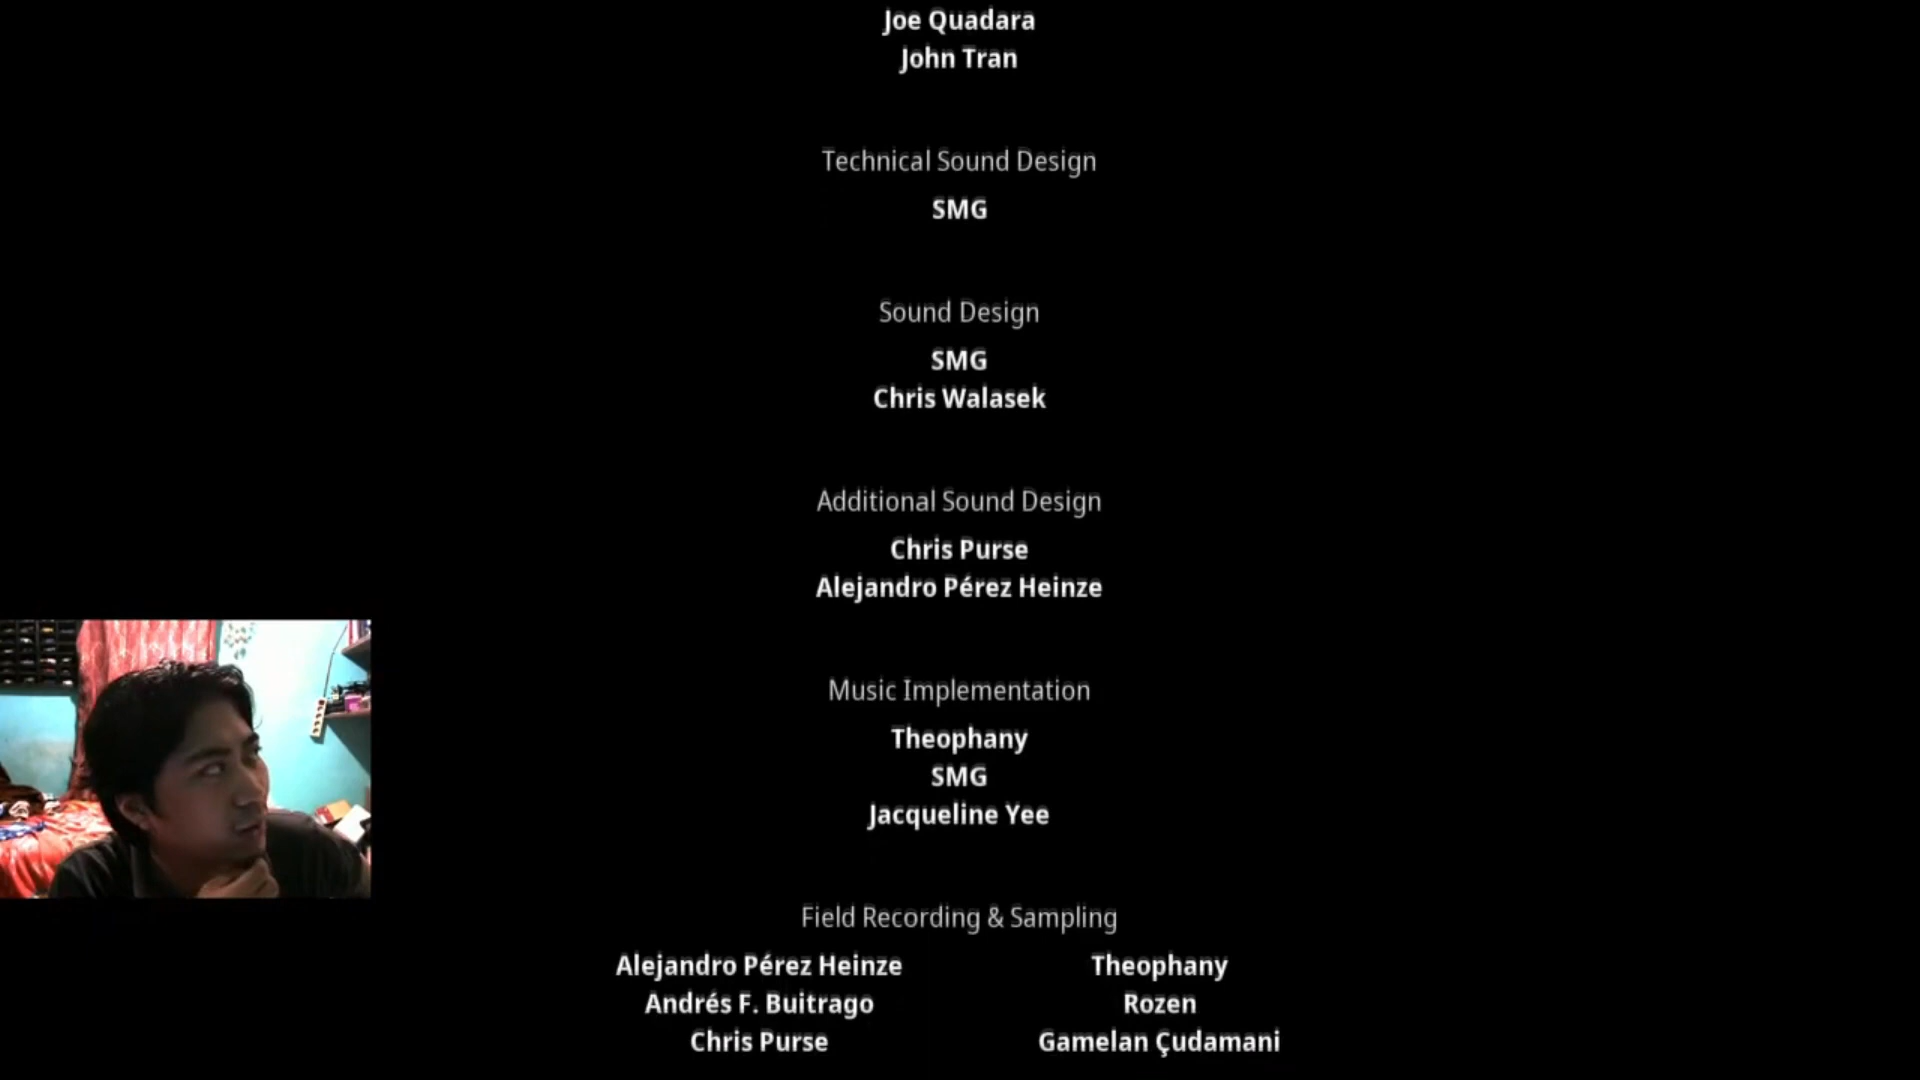 Joe Quadara
John Tran
Technical Sound Design
SMG
Sound Design
SMG
Chris Walasek
Additional Sound Design
Chris Purse
Alejandro Pérez Heinze
Music Implementation
Theophany
SMG
Jacqueline Yee
Field Recording & Sampling
Alejandro Pérez Heinze
Theophany
Andrés F. Buitrago
Rozen
Chris Purse
Gamelan Çudamani